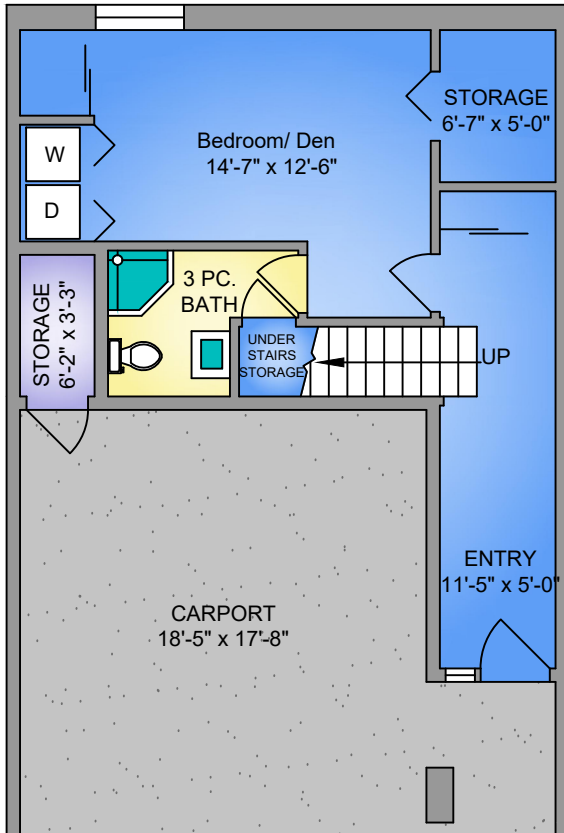 STORAGE
6'-7" x 5'-0"
Bedroom/ Den
14'-7" x 12'-6"
W
D
3 PC.
BATH
STORAGE
6'-2" x 3'-3"
UNDER
STAIRS
STORAGE
UP
ENTRY
11'-5" x 5'-0"
CARPORT
18'-5" x 17'-8"